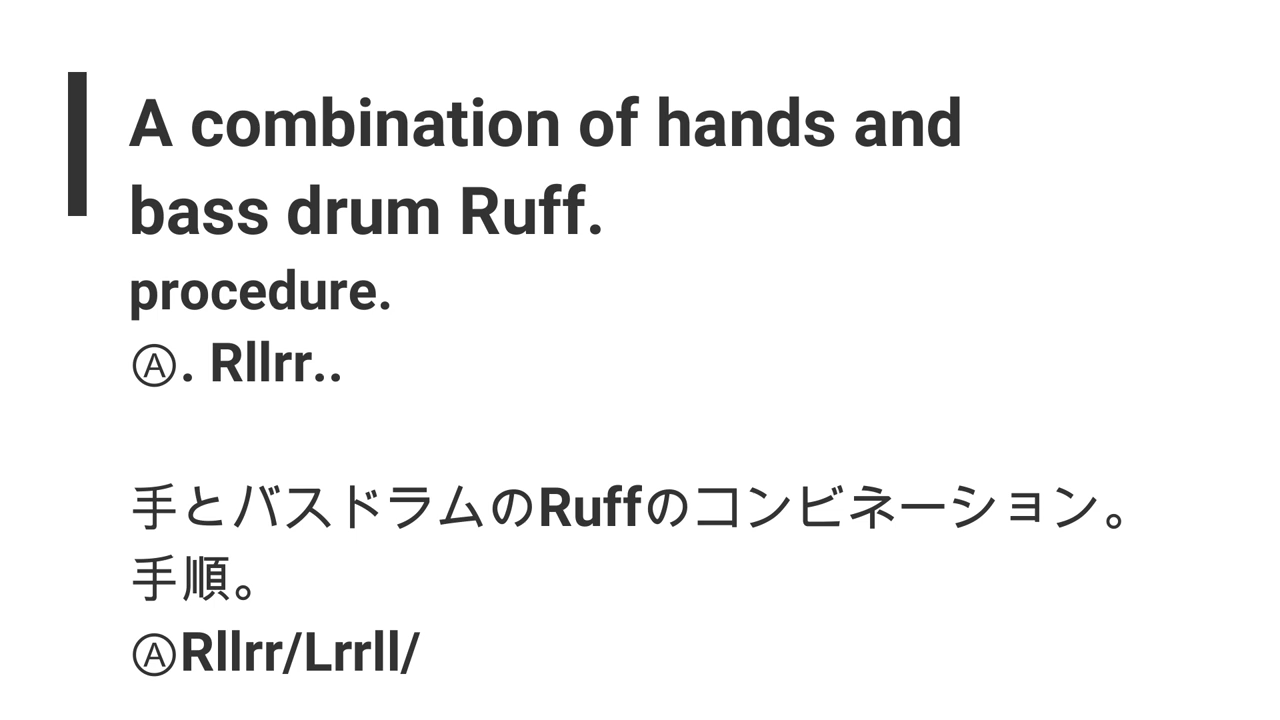 A combination of hands and
bass drum Ruff.
procedure.
Ⓐ. Rllrr..
手とバスドラムのRuffのコンビネーション。
手順。
ⒶRllrr/Lrrll/